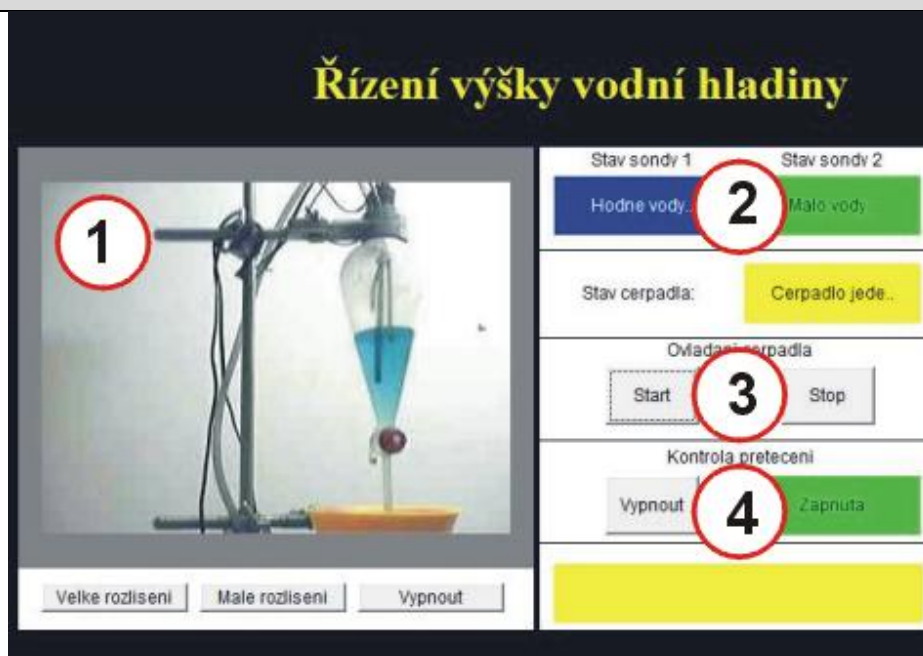 Řízení výšky vodní hladiny
1
Velke rozliseni Male rozliseni Vypnout
Stav sondy 1 Stav sondy 2
Hodne vody.. 2 Malo vody
Stav cerpadla: Cerpadlo jede..
Ovladani cerpadla
Start 3 Stop
Kontrola preteceni
Vypnout 4 Zapnuta